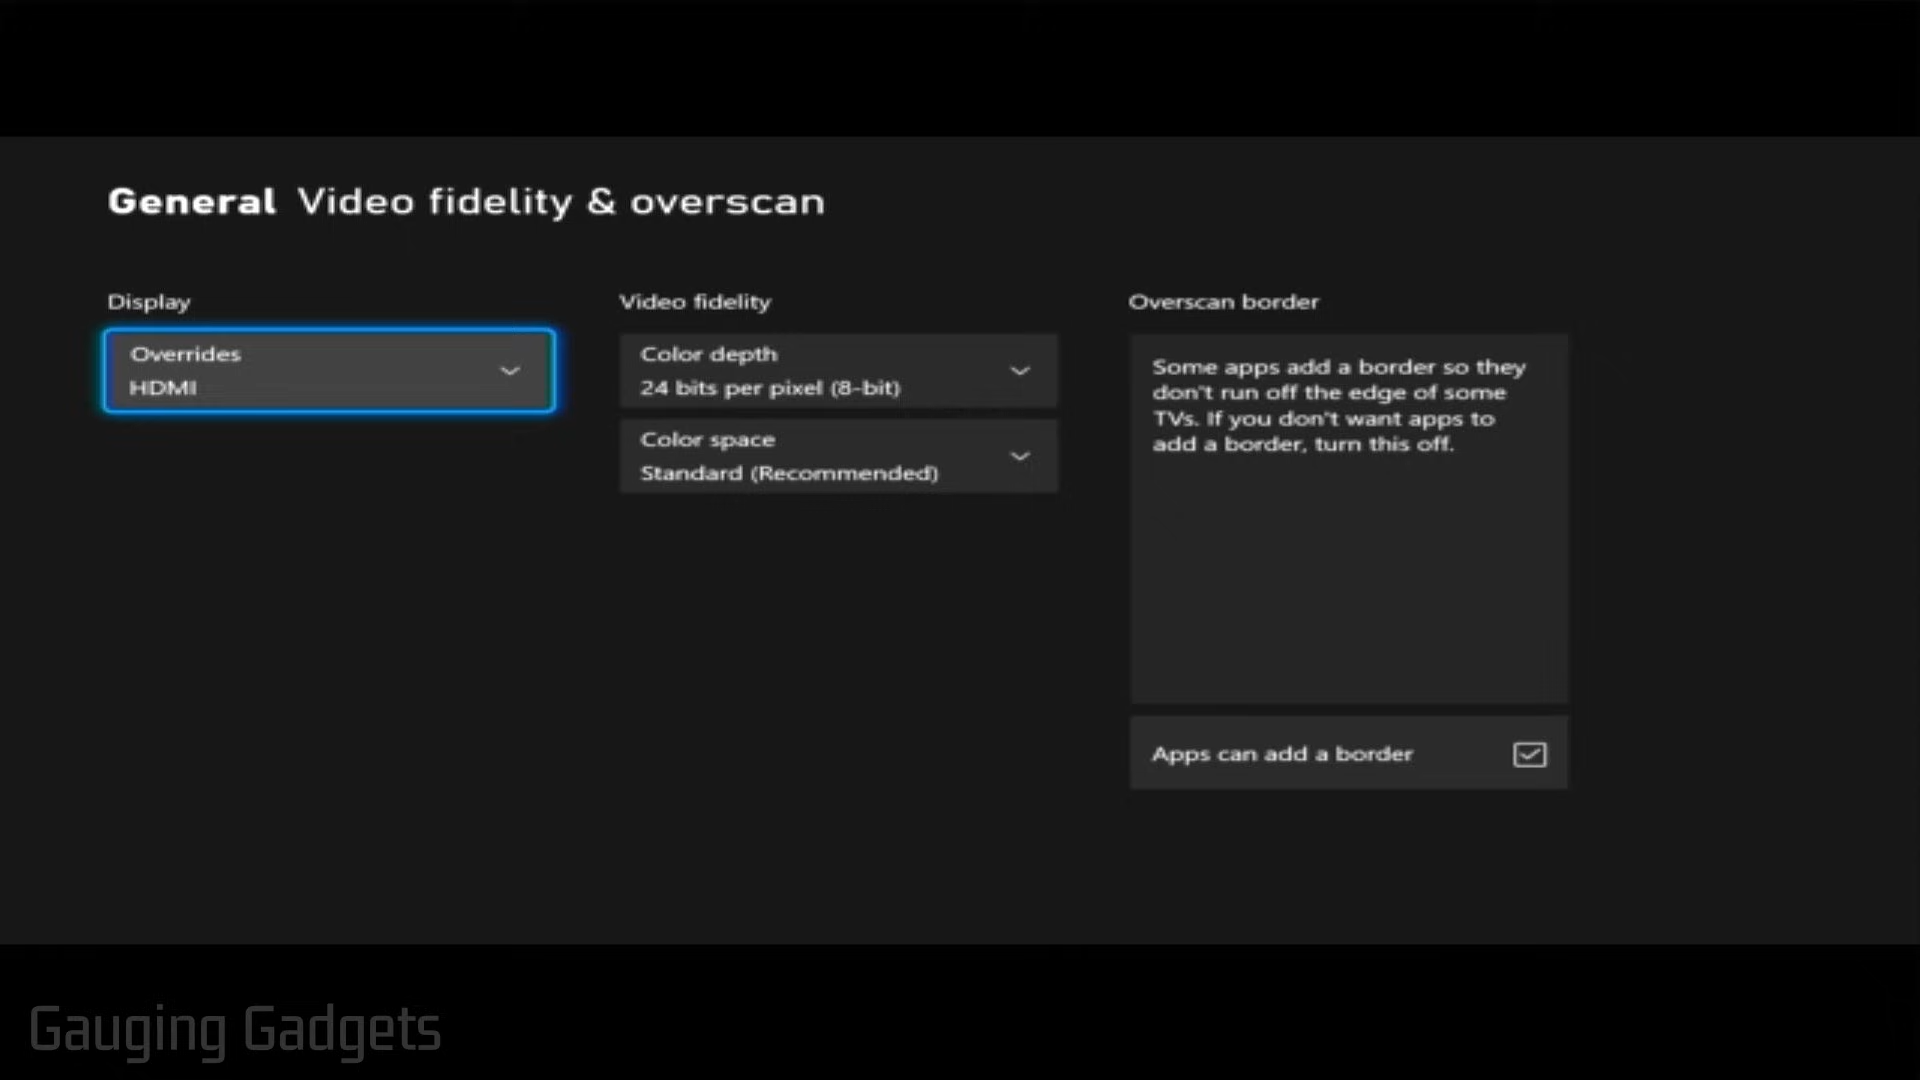 General Video fidelity & overscan
Display
Overrides
HDMI
Video fidelity
Color depth
24 bits per pixel (8-bit)
Color space
Standard (Recommended)
Overscan border
Some apps add a border so they
don't run off the edge of some
TVs. If you don't want apps to
add a border, turn this off.
Apps can add a border
Gauging Gadgets